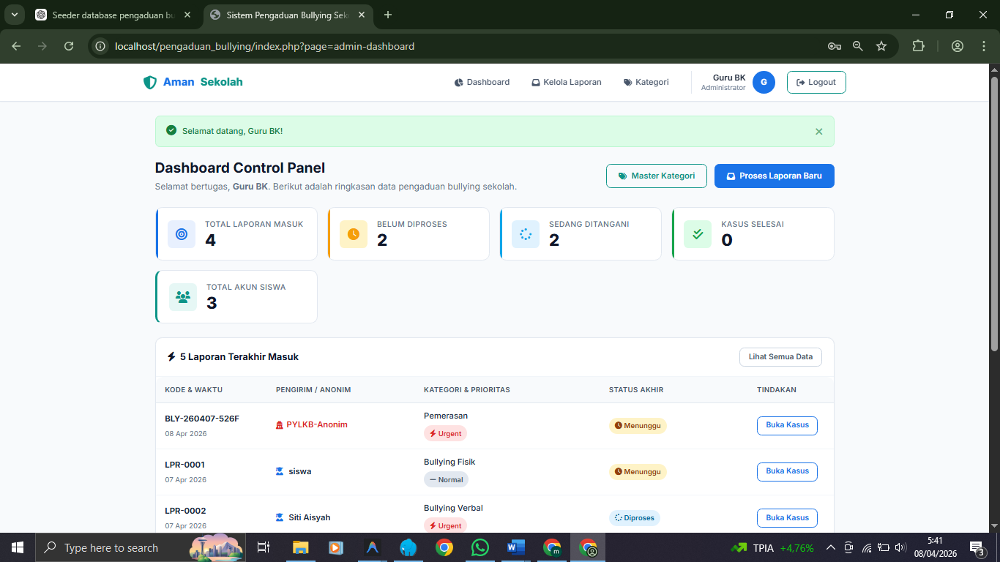 Seeder database pengaduan bu
Sistem Pengaduan Bullying Sek
localhost/pengaduan_bullying/index.php?page=admin-dashboard
Aman Sekolah
Dashboard
Kelola Laporan
Kategori
Guru BK
Administrator
G
Logout
Selamat datang, Guru BK!
Dashboard Control Panel
Selamat bertugas, Guru BK. Berikut adalah ringkasan data pengaduan bullying sekolah.
Master Kategori
Proses Laporan Baru
TOTAL LAPORAN MASUK
4
BELUM DIPROSES
2
SEDANG DITANGANI
2
KASUS SELESAI
0
TOTAL AKUN SISWA
3
5 Laporan Terakhir Masuk
Lihat Semua Data
KODE & WAKTU PENGIRIM / ANONIM KATEGORI & PRIORITAS STATUS AKHIR TINDAKAN
BLY-260407-526F
08 Apr 2026
PYLKB-Anonim
Pemerasan
Urgent
Menunggu
Buka Kasus
LPR-0001
07 Apr 2026
siswa
Bullying Fisik
Normal
Menunggu
Buka Kasus
LPR-0002
07 Apr 2026
Siti Aisyah
Bullying Verbal
Urgent
Diproses
Buka Kasus
Type here to search
TPIA +4,76%
5:41
08/04/2026
3